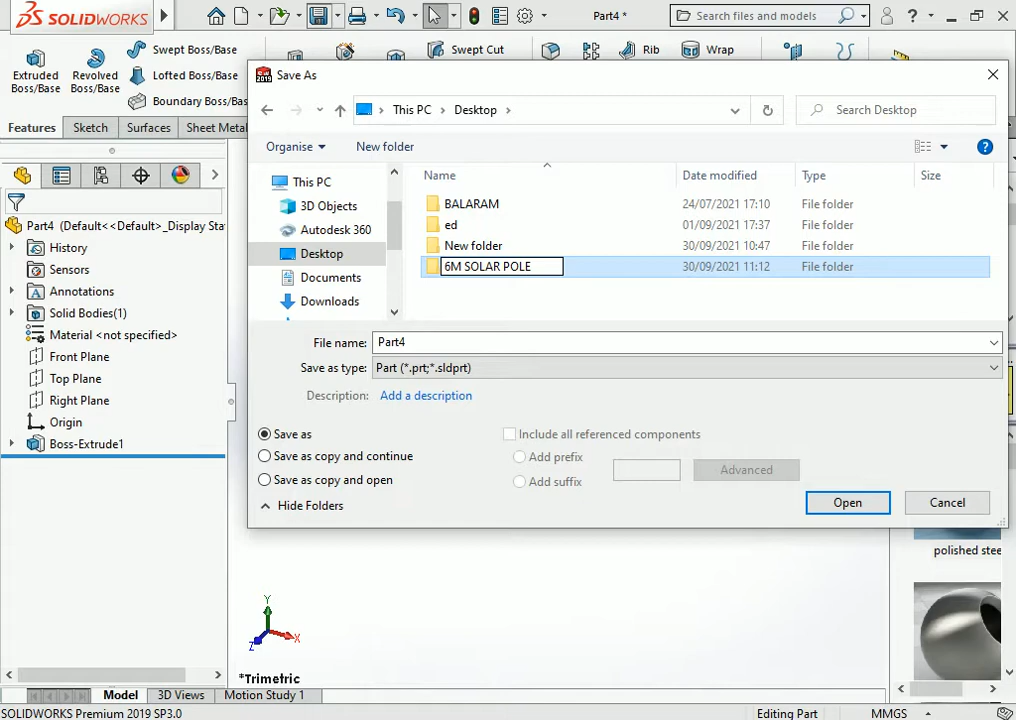 SOLIDWORKS
Part4 *
Search files and models
Extruded Boss/Base
Revolved Boss/Base
Swept Boss/Base
Lofted Boss/Base
Boundary Boss/Bas
Swept Cut
Rib
Wrap
Features
Sketch
Surfaces
Sheet Metal
Save As
This PC
Desktop
Search Desktop
Organise
New folder
Name
Date modified
Type
Size
This PC
3D Objects
Autodesk 360
Desktop
Documents
Downloads
BALARAM 24/07/2021 17:10 File folder
ed 01/09/2021 17:37 File folder
New folder 30/09/2021 10:47 File folder
6M SOLAR POLE 30/09/2021 11:12 File folder
File name: Part4
Save as type: Part (*.prt;*.sldprt)
Description: Add a description
Save as
Save as copy and continue
Save as copy and open
Include all referenced components
Add prefix
Add suffix
Advanced
Hide Folders
Open
Cancel
Part4 (Default<<Default>_Display Sta
History
Sensors
Annotations
Solid Bodies(1)
Material <not specified>
Front Plane
Top Plane
Right Plane
Origin
Boss-Extrude1
polished stee
Y
X
Z
*Trimetric
Model
3D Views
Motion Study 1
SOLIDWORKS Premium 2019 SP3.0
Editing Part
MMGS